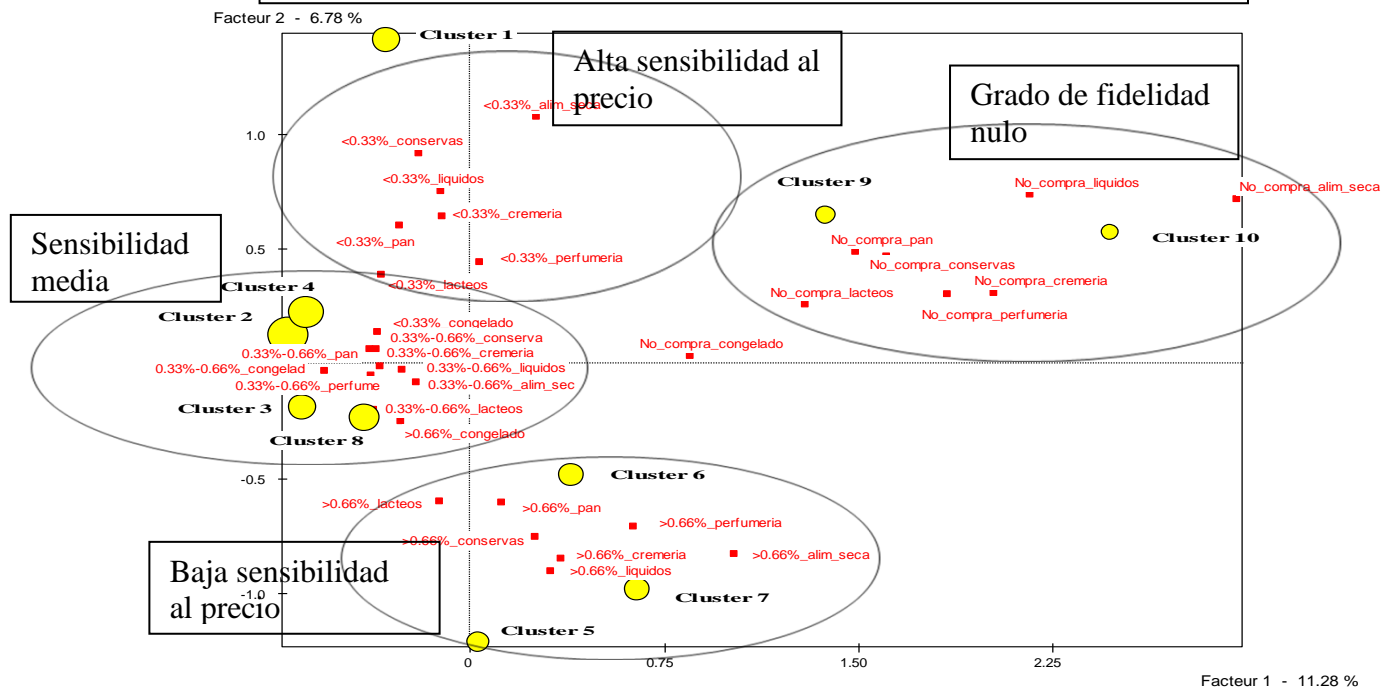 Facteur 2 - 6.78 %
Cluster 1
Alta sensibilidad al
precio
Grado de fidelidad
nulo
<0.33%_alim_seca
1.0
<0.33%_conservas
<0.33%_liquidos
Cluster 9
No_compra_liquidos
No_compra_alim_seca
<0.33%_cremeria
Sensibilidad
media
<0.33%_pan
No_compra_pan
Cluster 10
0.5
<0.33%_perfumeria
No_compra_conservas
<0.33%_lacteos
No_compra_cremeria
Cluster 4
No_compra_lacteos
Cluster 2
No_compra_perfumeria
<0.33%_congelado
0.33%-0.66%_conserva
No_compra_congelado
0.33%-0.66%_pan
0.33%-0.66%_cremeria
0.33%-0.66%_congelad
0.33%-0.66%_liquidos
0.33%-0.66%_perfume
0.33%-0.66%_alim_sec
Cluster 3
0.33%-0.66%_lacteos
>0.66%_congelado
Cluster 8
-0.5
Cluster 6
>0.66%_lacteos
>0.66%_pan
>0.66%_perfumeria
>0.66%_conservas
>0.66%_cremeria
>0.66%_alim_seca
>0.66%_liquidos
Baja sensibilidad
al precio
-1.0
Cluster 7
Cluster 5
0
0.75
1.50
2.25
Facteur 1 - 11.28 %